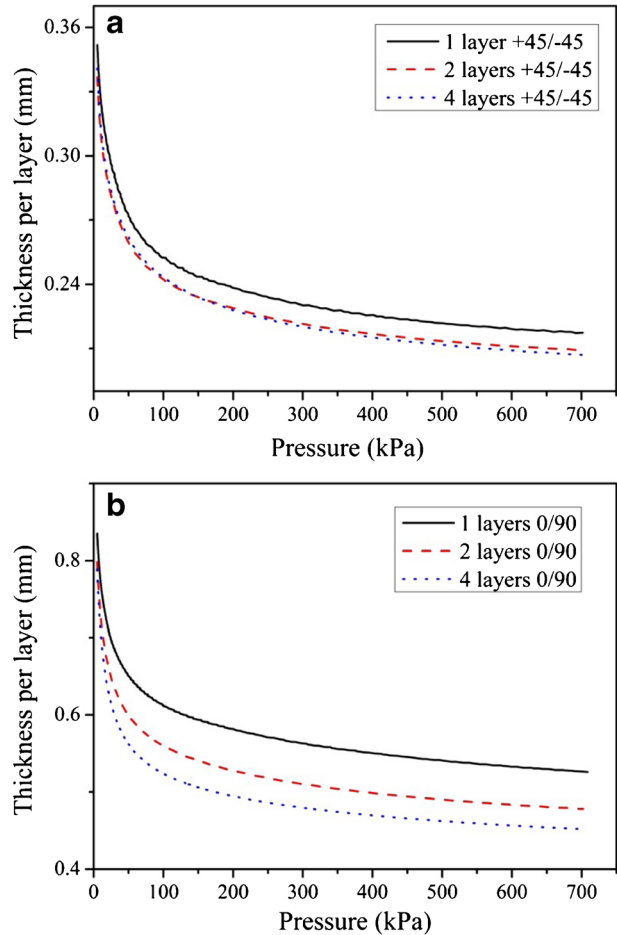 a
0.36
0.30
0.24
Thickness per layer (mm)
1 layer +45/-45
2 layers +45/-45
4 layers +45/-45
0 100 200 300 400 500 600 700
Pressure (kPa)
b
0.8
0.6
0.4
Thickness per layer (mm)
1 layers 0/90
2 layers 0/90
4 layers 0/90
0 100 200 300 400 500 600 700
Pressure (kPa)